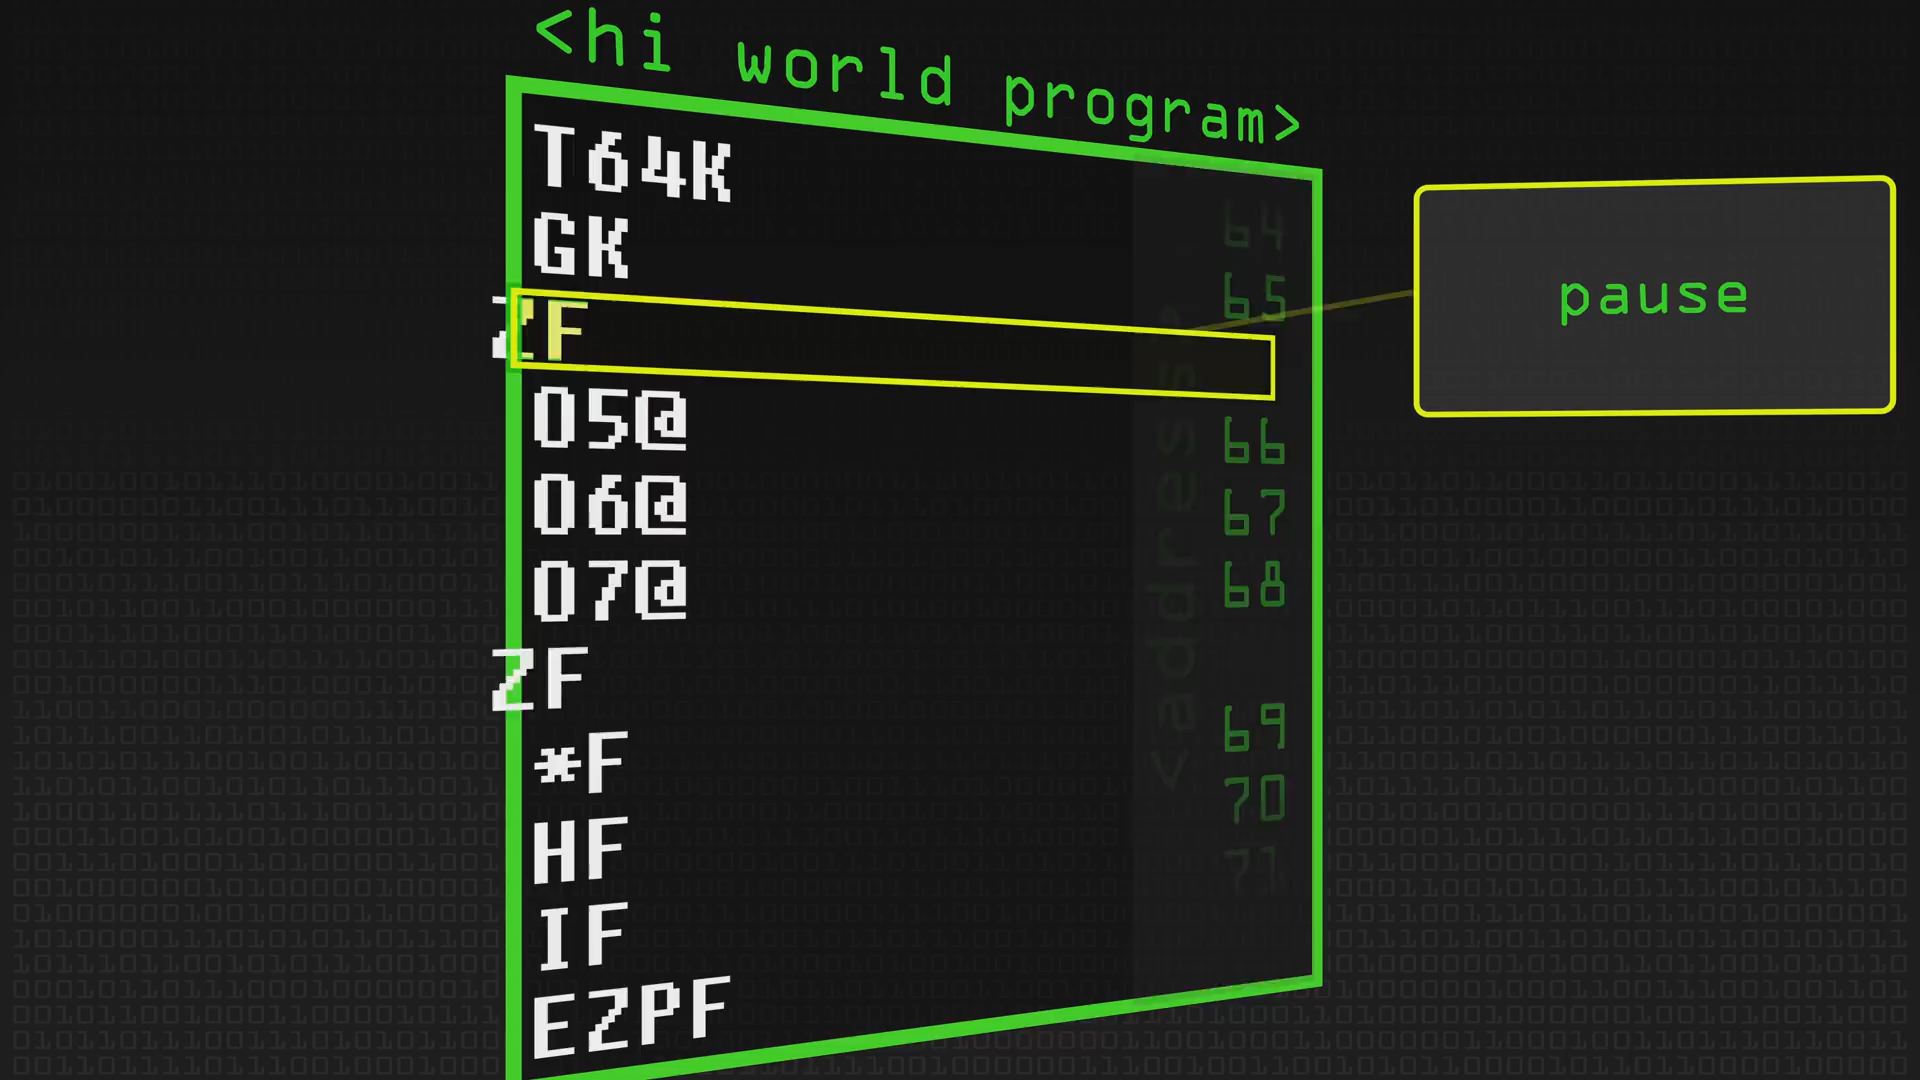 <hi world program>
T64K
GK
ZF
O5@
O6@
O7@
ZF
*F
HF
IF
EZPF
64
65
66
67
68
69
70
71
<address>
pause